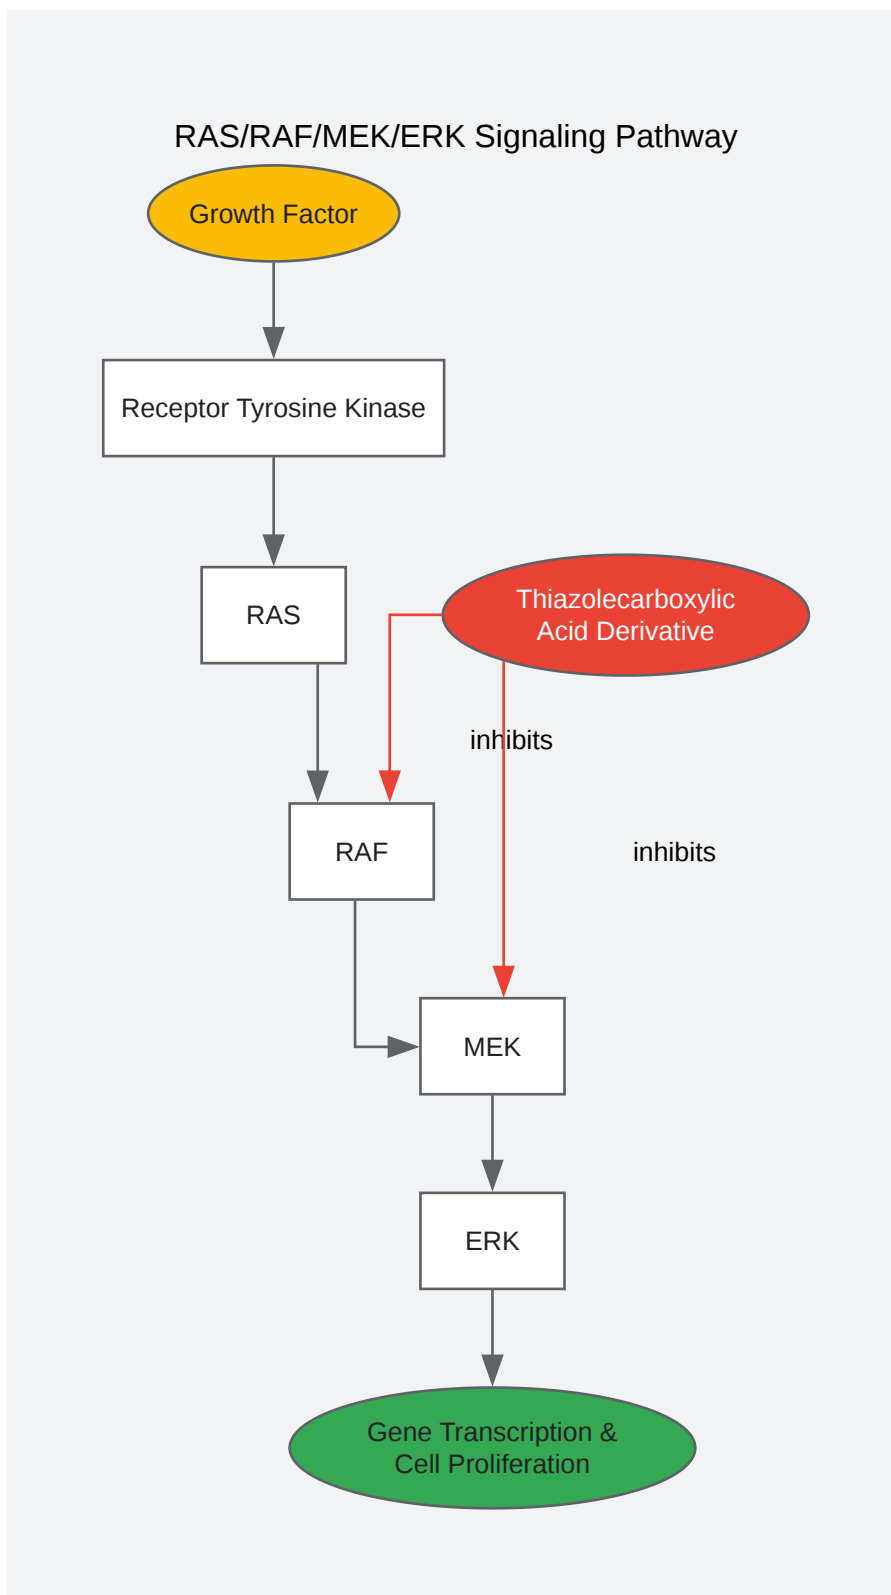 RAS/RAF/MEK/ERK Signaling Pathway
Growth Factor
Receptor Tyrosine Kinase
RAS
Thiazolecarboxylic
Acid Derivative
inhibits
RAF
inhibits
MEK
ERK
Gene Transcription &
Cell Proliferation